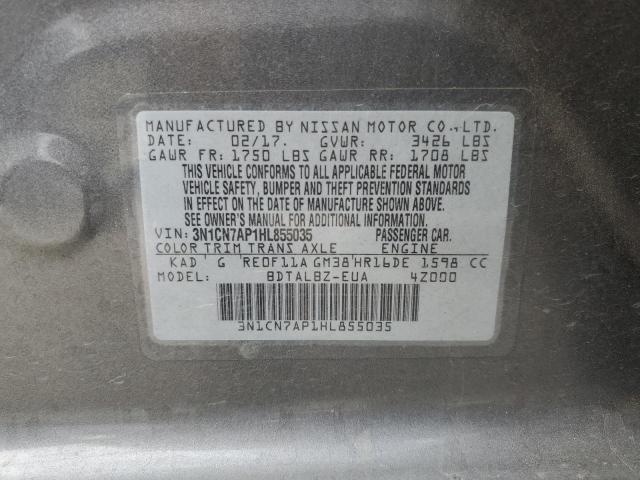 MANUFACTURED BY NISSAN MOTOR CO.,LTD.
DATE: 02/17. GVWR: 3426 LBS
GAWR FR: 1750 LBS GAWR RR: 1708 LBS
THIS VEHICLE CONFORMS TO ALL APPLICABLE FEDERAL MOTOR
VEHICLE SAFETY, BUMPER AND THEFT PREVENTION STANDARDS
IN EFFECT ON THE DATE OF MANUFACTURE SHOWN ABOVE.
SEE OWNER'S MANUAL FOR ADDITIONAL INFORMATION.
VIN: 3N1CN7AP1HL855035 PASSENGER CAR.
COLOR TRIM TRANS AXLE ENGINE
KAD G RE0F11A GM38 HR16DE 1598 CC
MODEL: BDTALBZ-EUA 4Z000
3N1CN7AP1HL855035